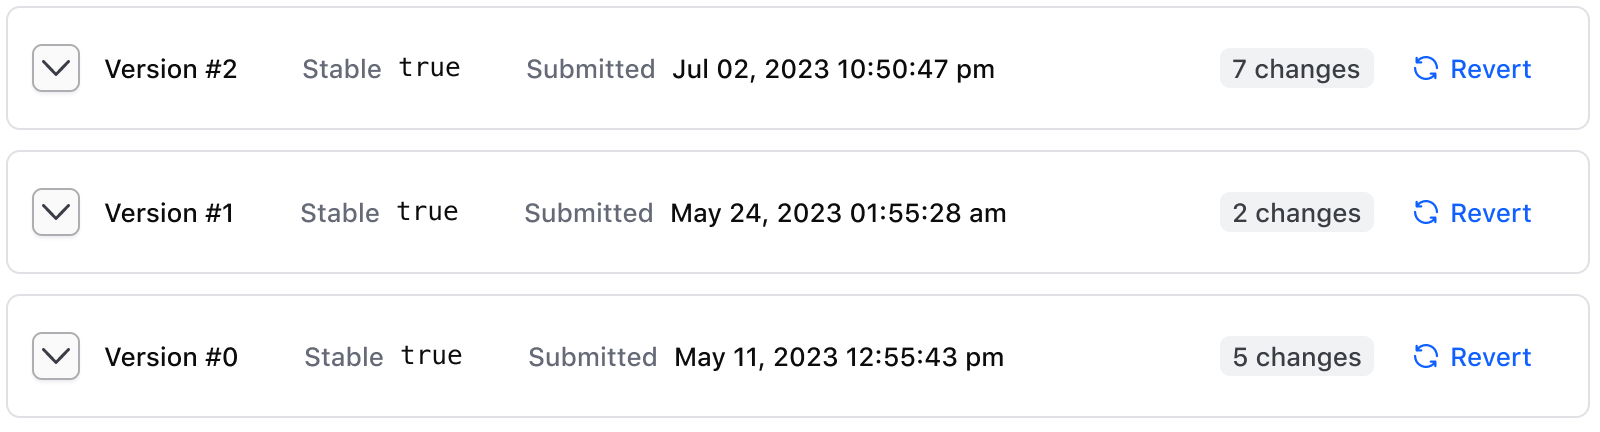 Version #2 Stable true Submitted Jul 02, 2023 10:50:47 pm 7 changes Revert
Version #1 Stable true Submitted May 24, 2023 01:55:28 am 2 changes Revert
Version #0 Stable true Submitted May 11, 2023 12:55:43 pm 5 changes Revert